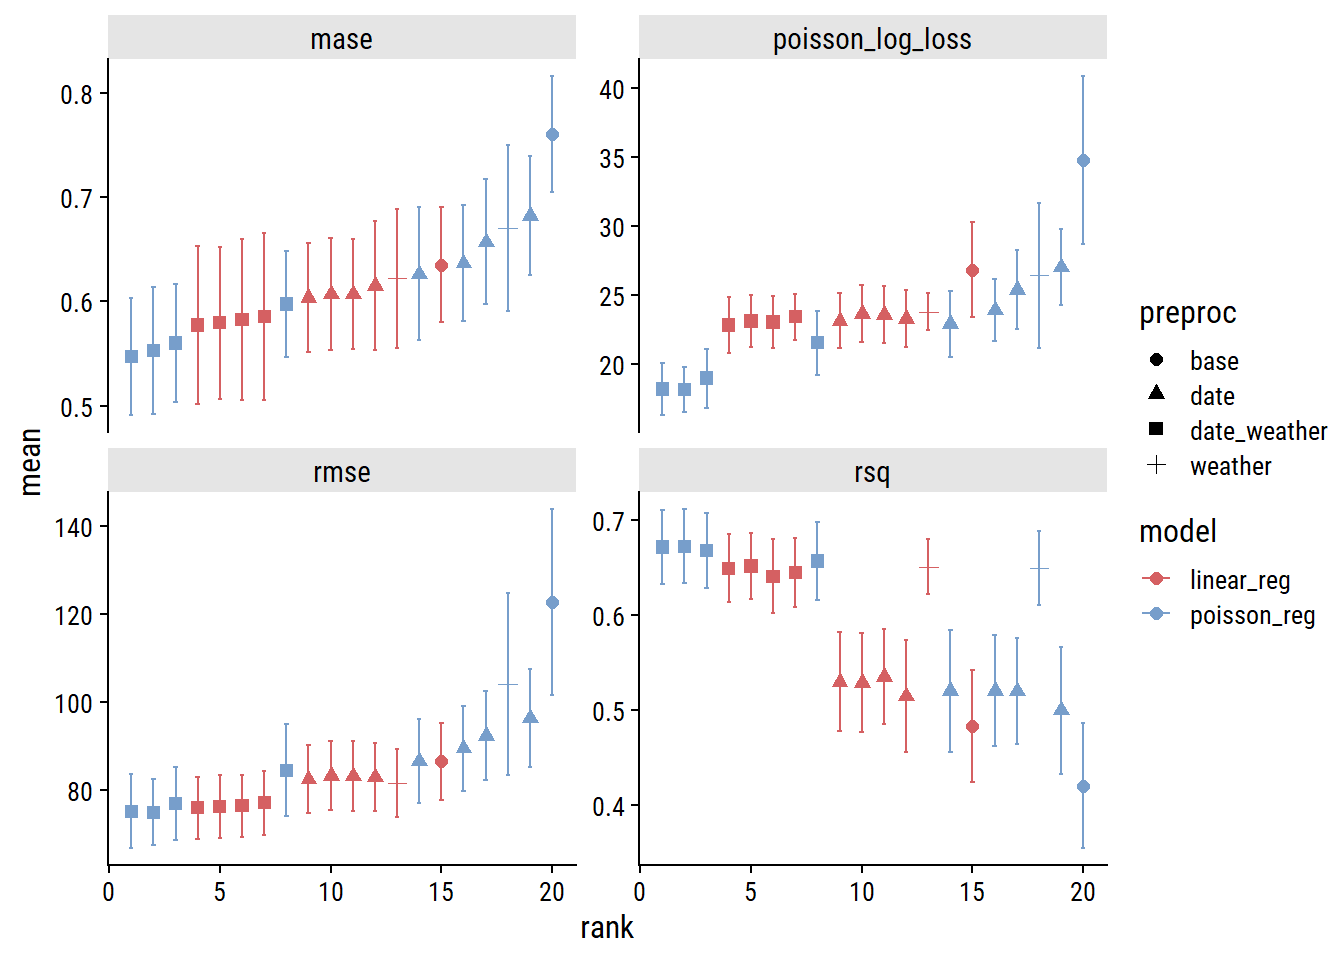 mase
poisson_log_loss
0.8
0.7
0.6
0.5
40
35
30
25
20
mean
rmse
rsq
140
120
100
80
0.7
0.6
0.5
0.4
0 5 10 15 20
0 5 10 15 20
rank
preproc
base
date
date_weather
weather
model
linear_reg
poisson_reg